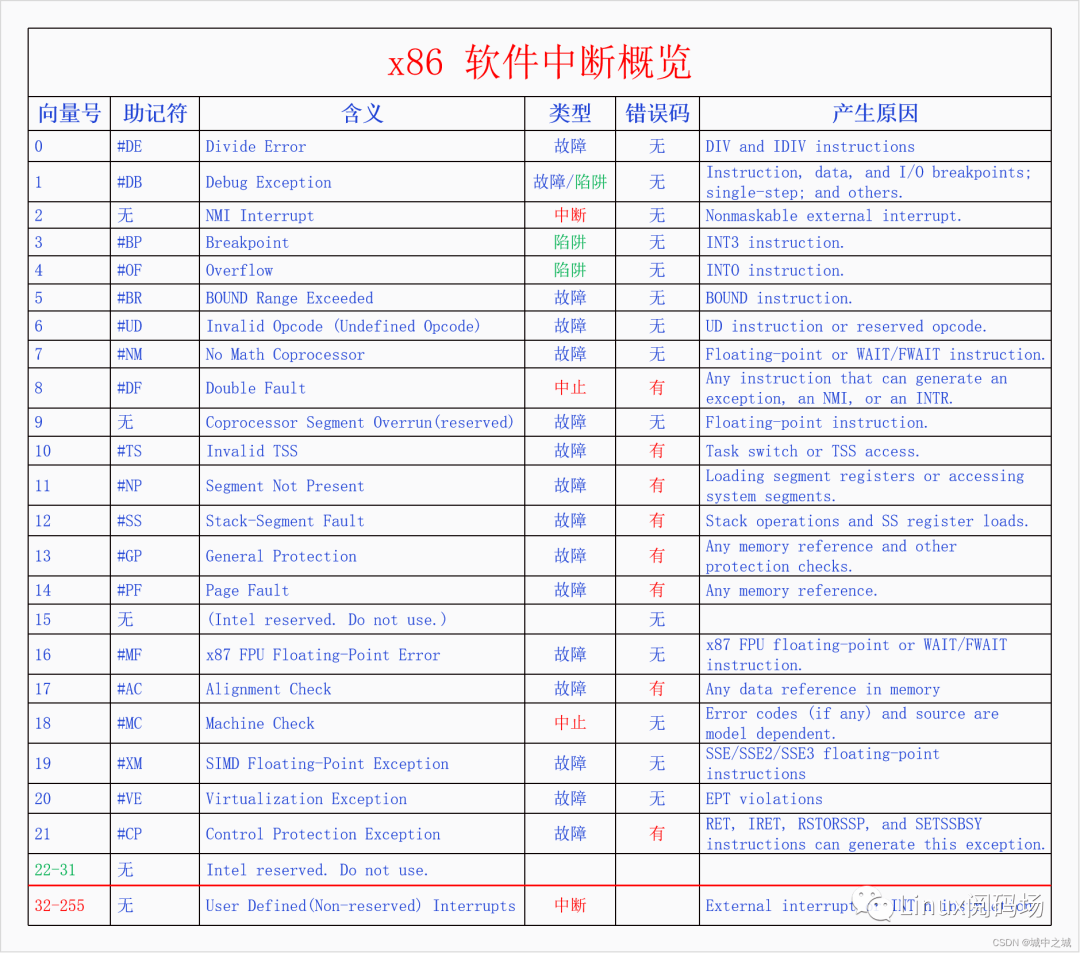 x86 软件中断概览
向量号 助记符 含义 类型 错误码 产生原因
0 #DE Divide Error 故障 无 DIV and IDIV instructions
1 #DB Debug Exception 故障/陷阱 无 Instruction, data, and I/O breakpoints;
single-step; and others.
2 无 NMI Interrupt 中断 无 Nonmaskable external interrupt.
3 #BP Breakpoint 陷阱 无 INT3 instruction.
4 #OF Overflow 陷阱 无 INTO instruction.
5 #BR BOUND Range Exceeded 故障 无 BOUND instruction.
6 #UD Invalid Opcode (Undefined Opcode) 故障 无 UD instruction or reserved opcode.
7 #NM No Math Coprocessor 故障 无 Floating-point or WAIT/FWAIT instruction.
8 #DF Double Fault 中止 有 Any instruction that can generate an
exception, an NMI, or an INTR.
9 无 Coprocessor Segment Overrun(reserved) 故障 无 Floating-point instruction.
10 #TS Invalid TSS 故障 有 Task switch or TSS access.
11 #NP Segment Not Present 故障 有 Loading segment registers or accessing
system segments.
12 #SS Stack-Segment Fault 故障 有 Stack operations and SS register loads.
13 #GP General Protection 故障 有 Any memory reference and other
protection checks.
14 #PF Page Fault 故障 有 Any memory reference.
15 无 (Intel reserved. Do not use.) 无
16 #MF x87 FPU Floating-Point Error 故障 无 x87 FPU floating-point or WAIT/FWAIT
instruction.
17 #AC Alignment Check 故障 有 Any data reference in memory
18 #MC Machine Check 中止 无 Error codes (if any) and source are
model dependent.
19 #XM SIMD Floating-Point Exception 故障 无 SSE/SSE2/SSE3 floating-point
instructions
20 #VE Virtualization Exception 故障 无 EPT violations
21 #CP Control Protection Exception 故障 有 RET, IRET, RSTORSSP, and SETSSBSY
instructions can generate this exception.
22-31 无 Intel reserved. Do not use.
32-255 无 User Defined(Non-reserved) Interrupts 中断 External interrupt
Linux阅码场
CSDN @城中之城